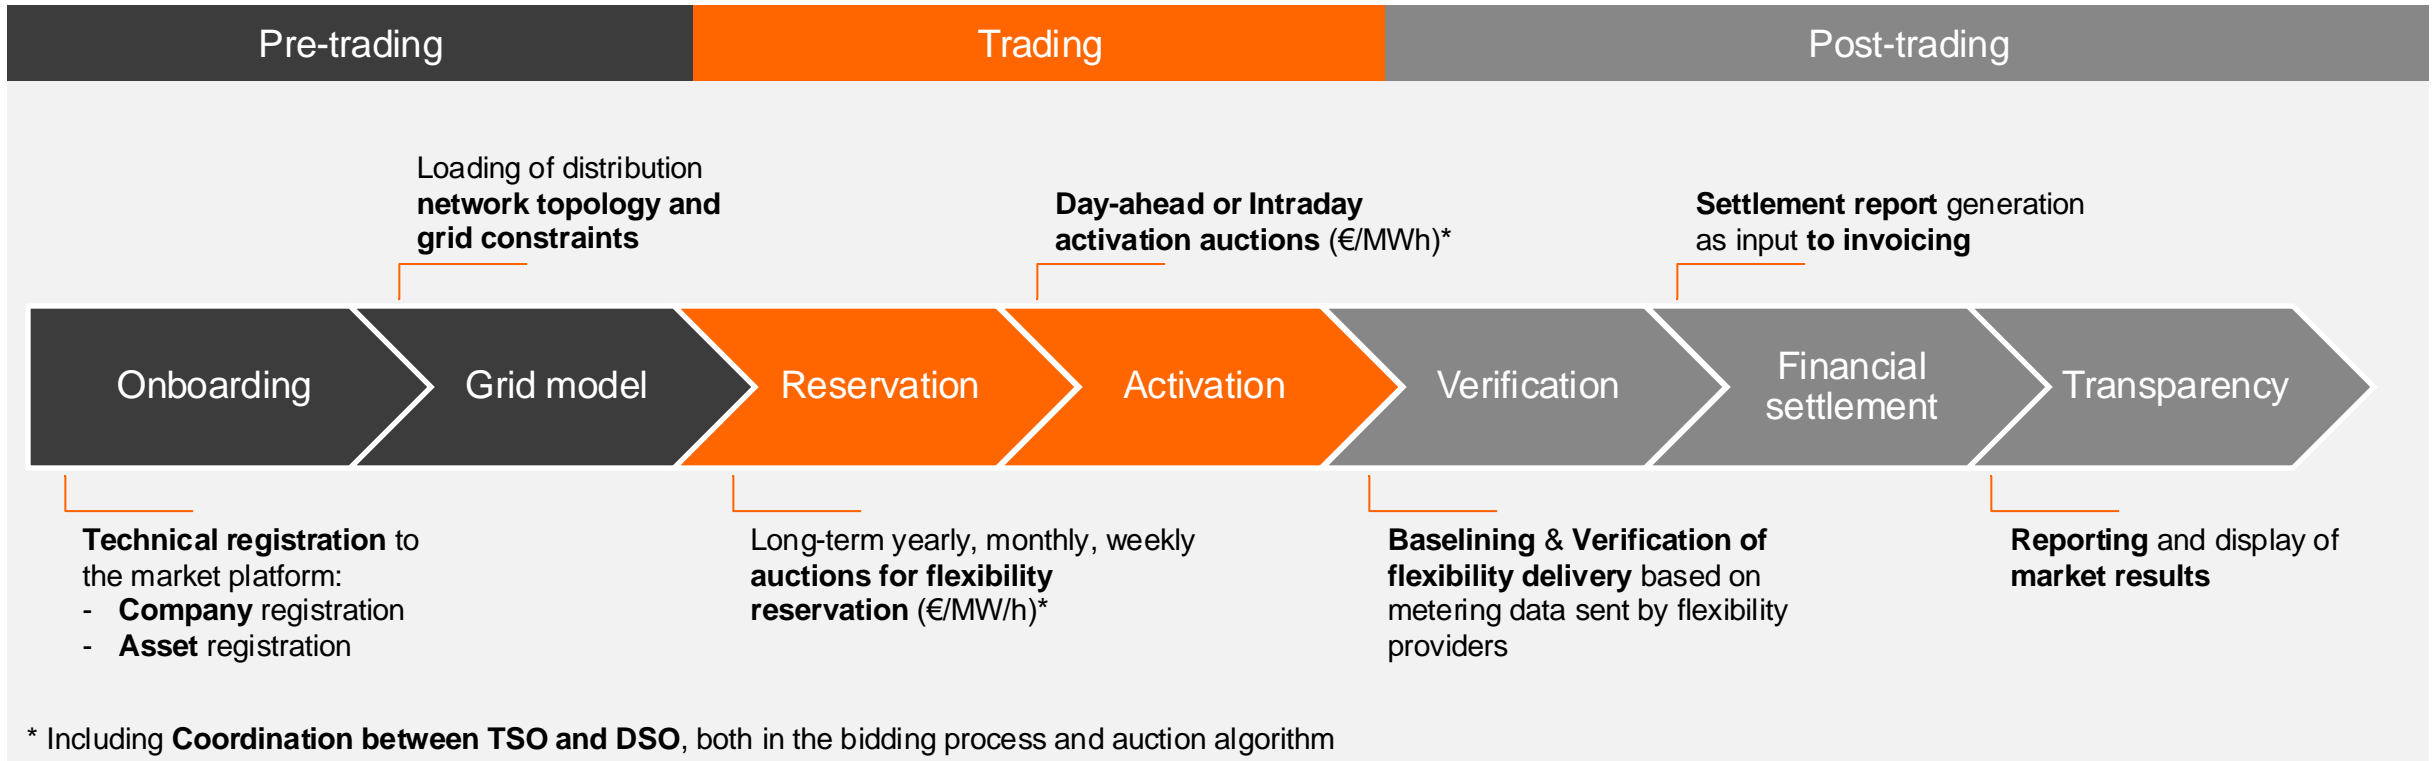 Pre-trading
Trading
Post-trading
Loading of distribution
network topology and
grid constraints
Day-ahead or Intraday
activation auctions (€/MWh)*
Settlement report generation
as input to invoicing
Onboarding
Grid model
Reservation
Activation
Verification
Financial
settlement
Transparency
Technical registration to
the market platform:
- Company registration
- Asset registration
Long-term yearly, monthly, weekly
auctions for flexibility
reservation (€/MW/h)*
Baselining & Verification of
flexibility delivery based on
metering data sent by flexibility
providers
Reporting and display of
market results
* Including Coordination between TSO and DSO, both in the bidding process and auction algorithm